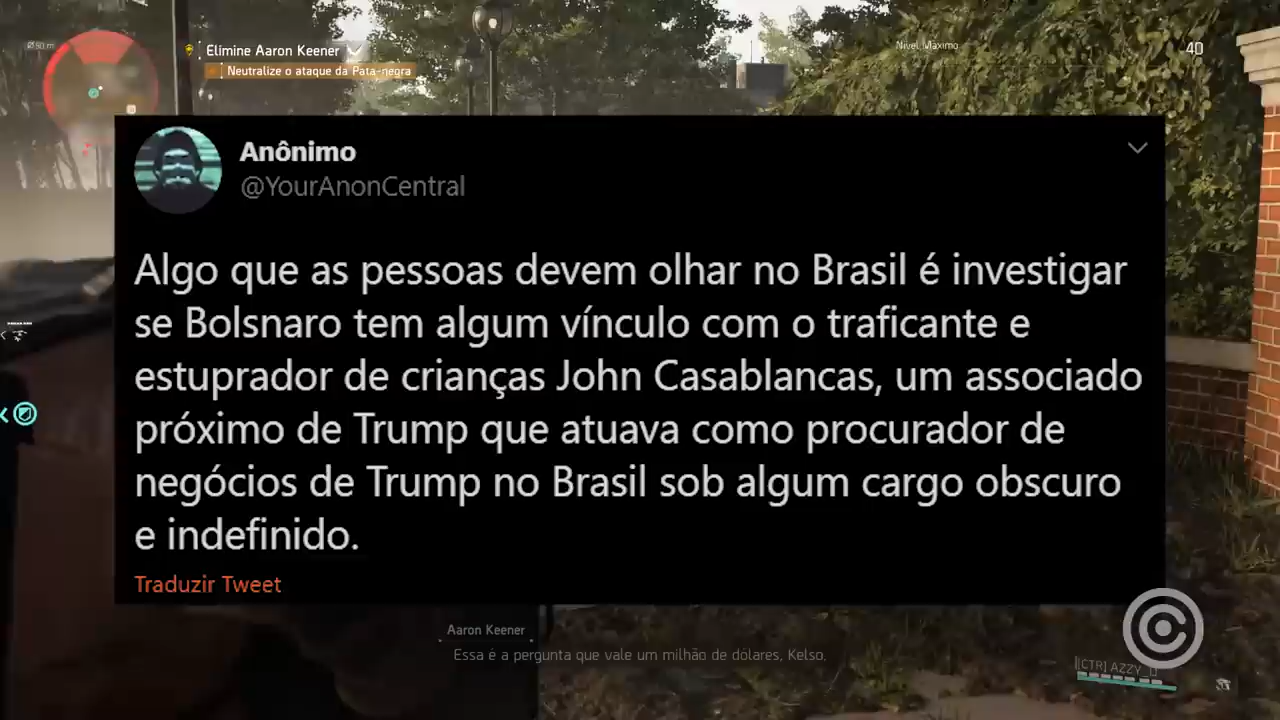 Elimine Aaron Keener
Neutralize o ataque da Pata-negra
Nível Máximo
40
Anônimo
@YourAnonCentral
Algo que as pessoas devem olhar no Brasil é investigar
se Bolsnaro tem algum vínculo com o traficante e
estuprador de crianças John Casablancas, um associado
próximo de Trump que atuava como procurador de
negócios de Trump no Brasil sob algum cargo obscuro
e indefinido.
Traduzir Tweet
Aaron Keener
Essa é a pergunta que vale um milhão de dólares, Kelso.